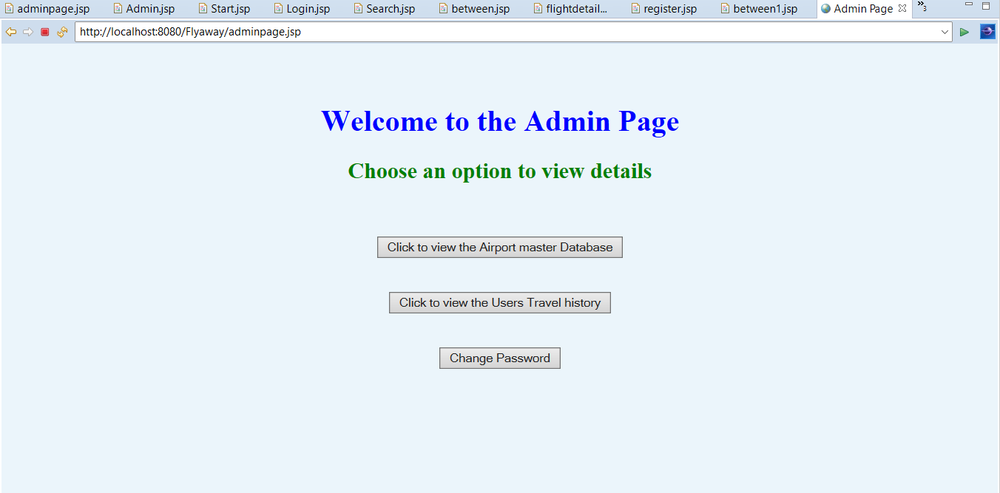 adminpage.jsp Admin.jsp Start.jsp Login.jsp Search.jsp between.jsp flightdetail... register.jsp between1.jsp Admin Page »3
http://localhost:8080/Flyaway/adminpage.jsp
Welcome to the Admin Page
Choose an option to view details
Click to view the Airport master Database
Click to view the Users Travel history
Change Password